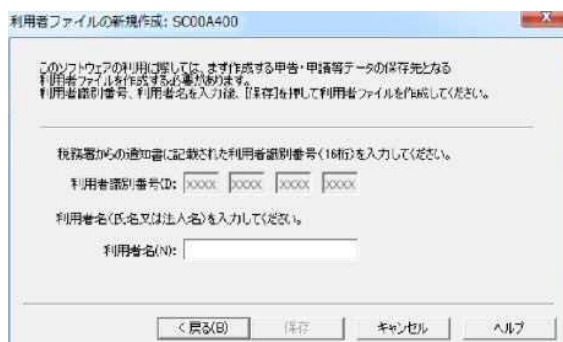 利用者ファイルの新規作成: SC00A400
このソフトウェアの利用に際しては、まず作成する申告・申請等データの保存先となる
利用者ファイルを作成する必要があります。
利用者識別番号、利用者名を入力後、[保存]を押して利用者ファイルを作成してください。
税務署からの通知書に記載された利用者識別番号(16桁)を入力してください。
利用者識別番号(I): xxxx xxxx xxxx xxxx
利用者名(氏名又は法人名)を入力してください。
利用者名(N):
< 戻る(B) 保存 キャンセル ヘルプ